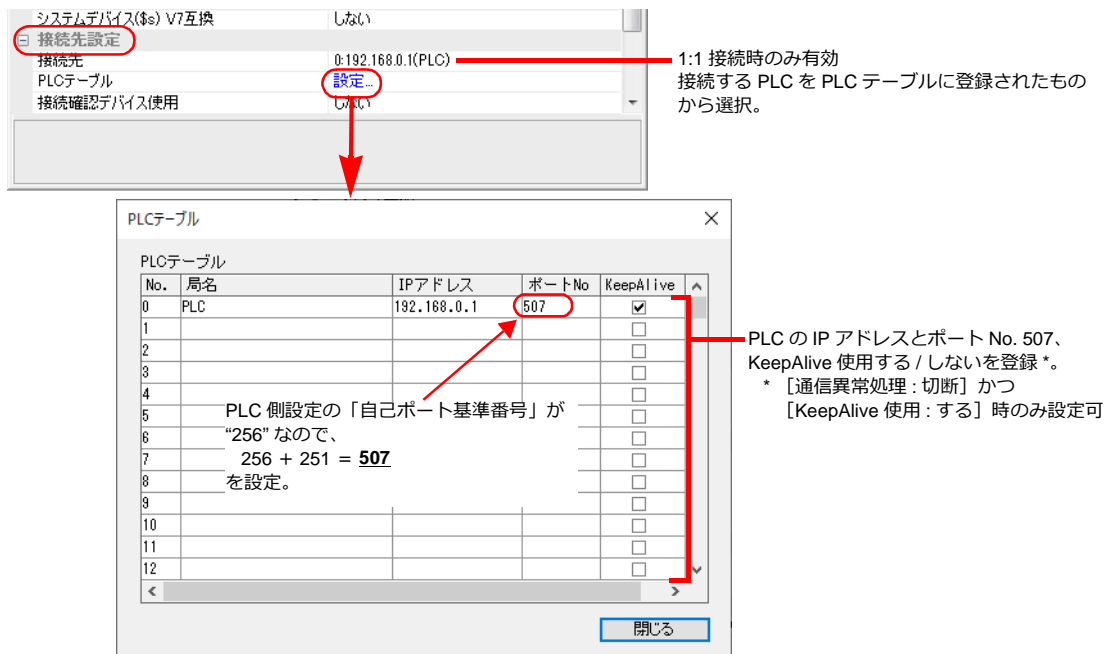 システムデバイス($s) V7互換 しない
接続先設定
接続先 0:192.168.0.1(PLC)
PLCテーブル 設定...
接続確認デバイス使用 しない
1:1 接続時のみ有効
接続する PLC を PLC テーブルに登録されたもの
から選択。
PLCテーブル
PLCテーブル
No. 局名 IPアドレス ポートNo KeepAlive
0 PLC 192.168.0.1 507
1
2
3
4
5
6
7
8
9
10
11
12
PLC 側設定の「自己ポート基準番号」が
“256” なので、
256 + 251 = 507
を設定。
閉じる
PLC の IP アドレスとポート No. 507、
KeepAlive 使用する / しないを登録 *。
* [通信異常処理 : 切断] かつ
[KeepAlive 使用 : する] 時のみ設定可